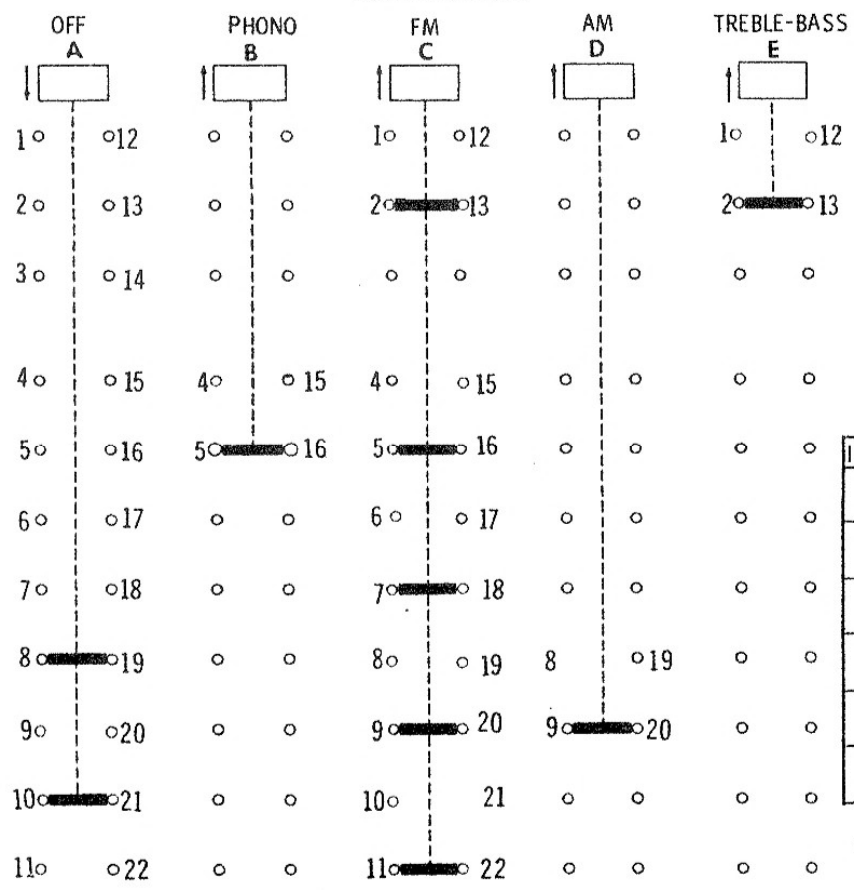 OFF PHONO FM AM TREBLE-BASS
A B C D E
1 12 1 12 1 12
2 13 2 13 2 13
3 14
4 15 4 15 4 15
5 16 5 16 5 16
6 17 6 17
7 18 7 18
8 19 8 19 8 19
9 20 9 20 9 20
10 21 10 21
11 22 11 22